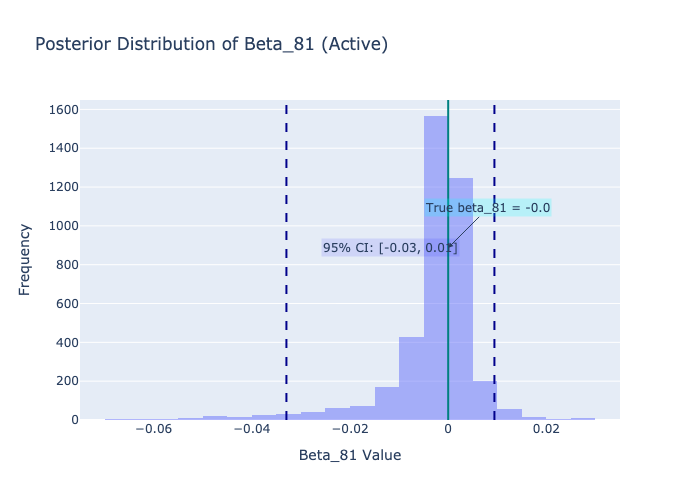 Posterior Distribution of Beta_81 (Active)
1600
1400
1200
1000
800
600
400
200
0
Frequency
True beta_81 = -0.0
95% CI: [-0.03, 0.01]
−0.06
−0.04
−0.02
0
0.02
Beta_81 Value